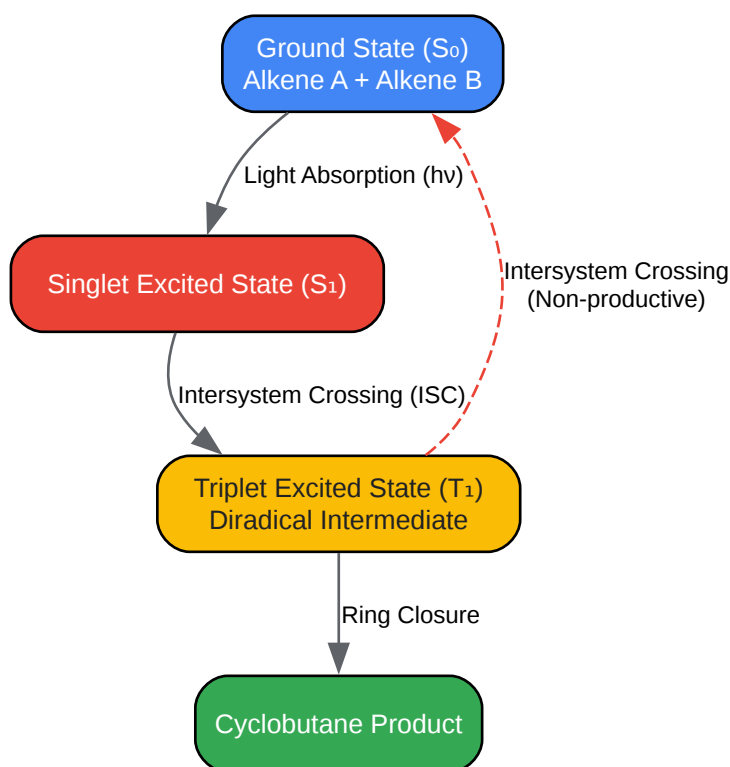 Ground State (S₀)
Alkene A + Alkene B
Light Absorption (hν)
Singlet Excited State (S₁)
Intersystem Crossing
(Non-productive)
Intersystem Crossing (ISC)
Triplet Excited State (T₁)
Diradical Intermediate
Ring Closure
Cyclobutane Product